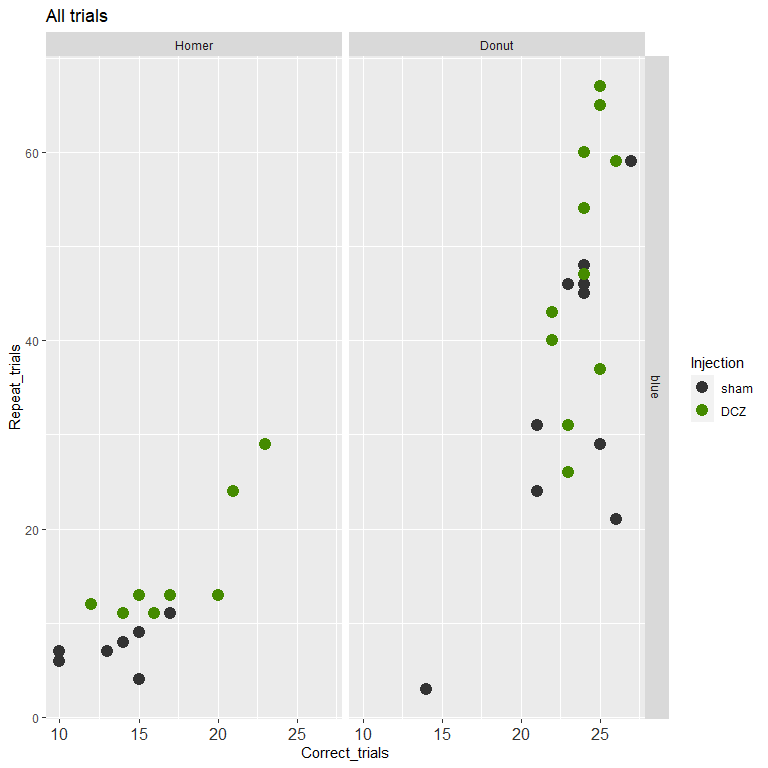 All trials
Homer
Donut
60
40
20
0
Repeat_trials
blue
Injection
sham
DCZ
10 15 20 25 10 15 20 25
Correct_trials